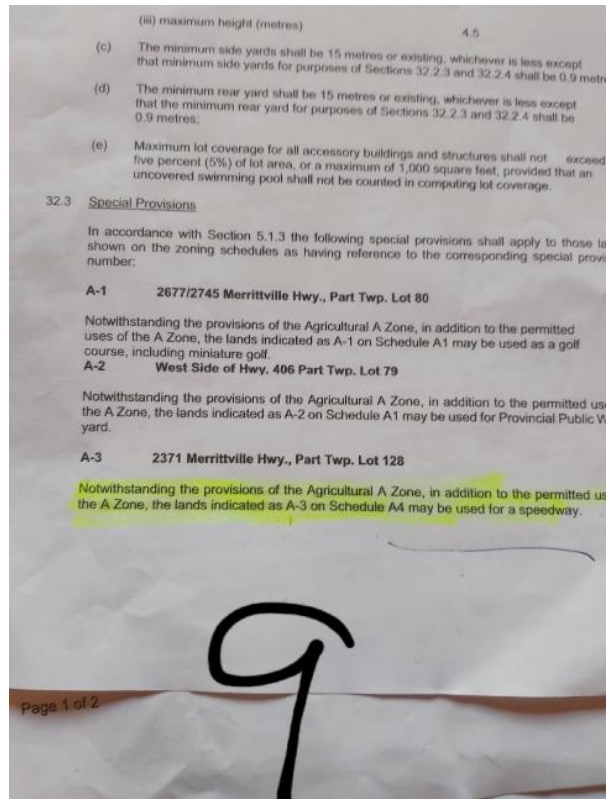 (iii) maximum height (metres) 4.5
(c) The minimum side yards shall be 15 metres or existing, whichever is less except
that minimum side yards for purposes of Sections 32.2.3 and 32.2.4 shall be 0.9 metre
(d) The minimum rear yard shall be 15 metres or existing, whichever is less except
that the minimum rear yard for purposes of Sections 32.2.3 and 32.2.4 shall be
0.9 metres;
(e) Maximum lot coverage for all accessory buildings and structures shall not exceed
five percent (5%) of lot area, or a maximum of 1,000 square feet, provided that an
uncovered swimming pool shall not be counted in computing lot coverage.
32.3 Special Provisions
In accordance with Section 5.1.3 the following special provisions shall apply to those la
shown on the zoning schedules as having reference to the corresponding special provis
number:
A-1 2677/2745 Merrittville Hwy., Part Twp. Lot 80
Notwithstanding the provisions of the Agricultural A Zone, in addition to the permitted
uses of the A Zone, the lands indicated as A-1 on Schedule A1 may be used as a golf
course, including miniature golf.
A-2 West Side of Hwy. 406 Part Twp. Lot 79
Notwithstanding the provisions of the Agricultural A Zone, in addition to the permitted use
the A Zone, the lands indicated as A-2 on Schedule A1 may be used for Provincial Public W
yard.
A-3 2371 Merrittville Hwy., Part Twp. Lot 128
Notwithstanding the provisions of the Agricultural A Zone, in addition to the permitted us
the A Zone, the lands indicated as A-3 on Schedule A4 may be used for a speedway.
9
Page 1 of 2